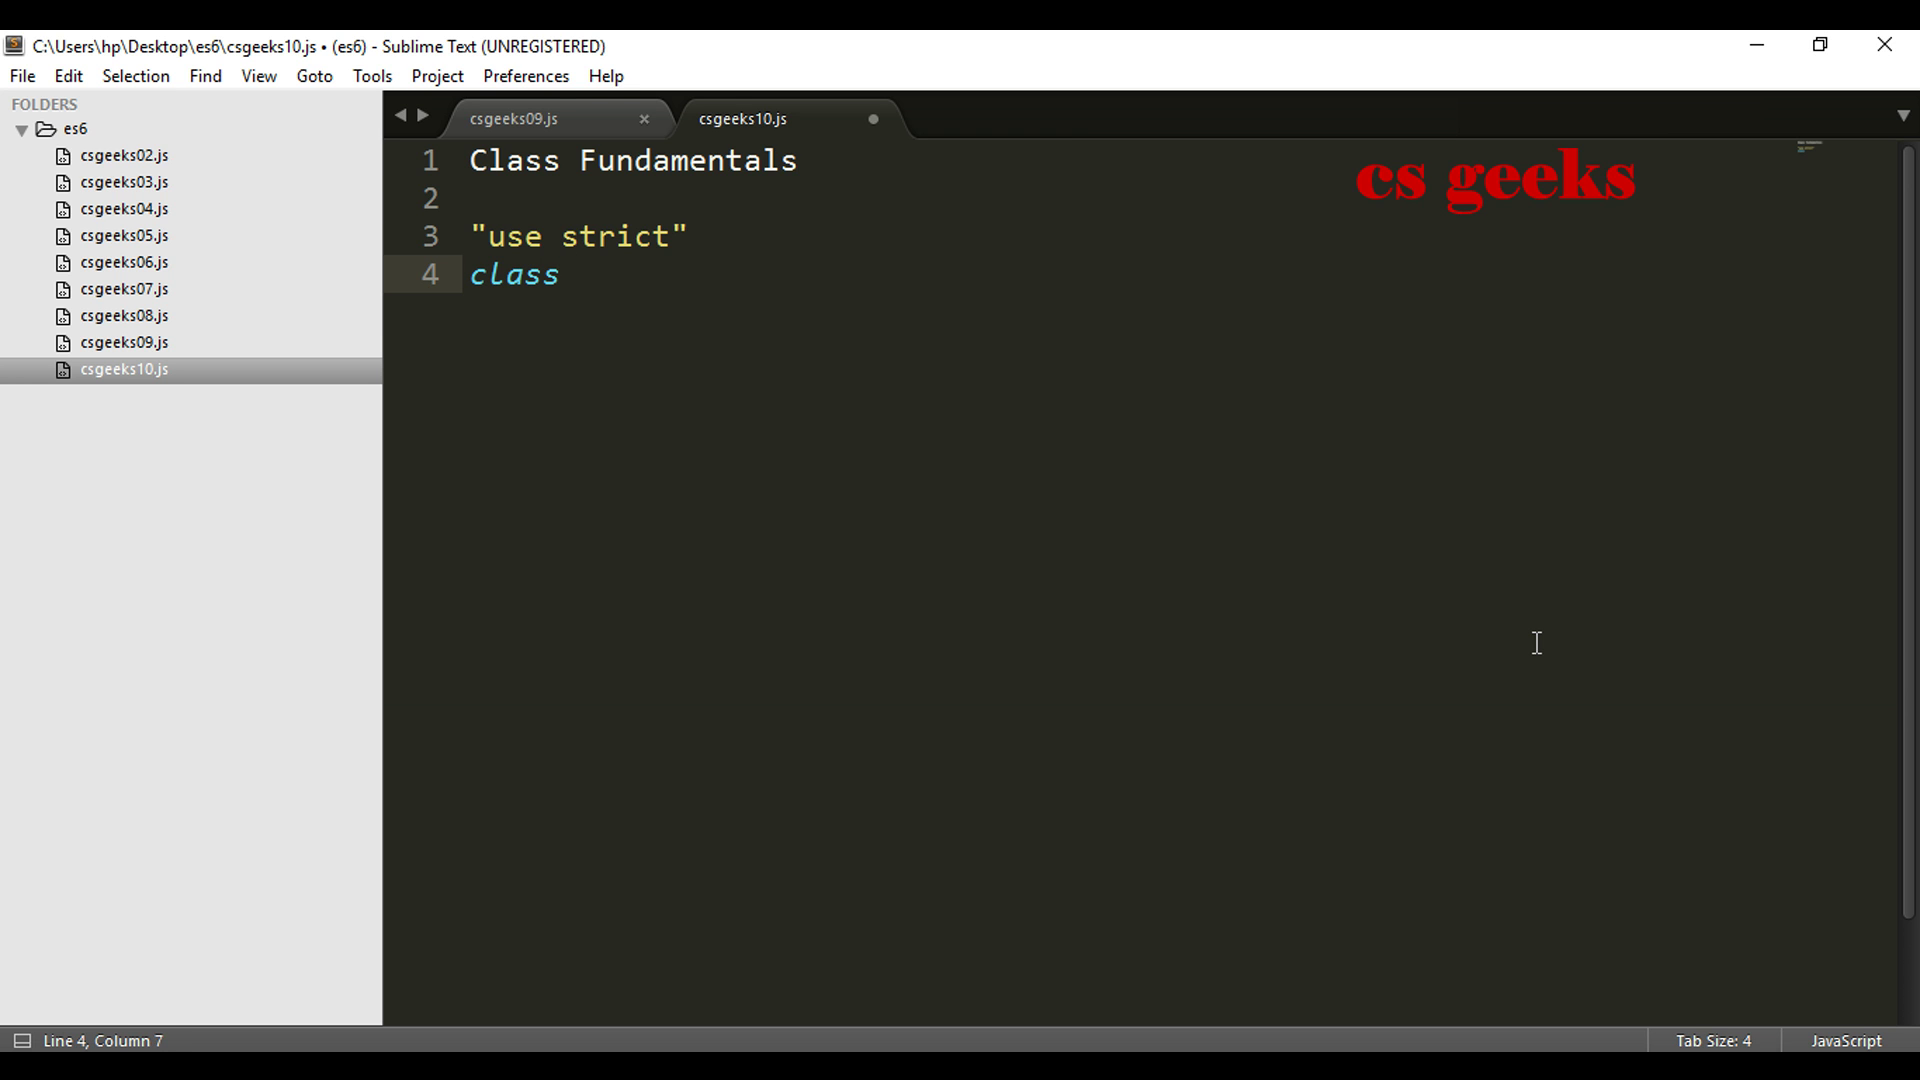 C:\Users\hp\Desktop\es6\csgeeks10.js • (es6) - Sublime Text (UNREGISTERED)
File Edit Selection Find View Goto Tools Project Preferences Help
FOLDERS
es6
csgeeks02.js
csgeeks03.js
csgeeks04.js
csgeeks05.js
csgeeks06.js
csgeeks07.js
csgeeks08.js
csgeeks09.js
csgeeks10.js
csgeeks09.js csgeeks10.js
1 Class Fundamentals
2
3 "use strict"
4 class
cs geeks
Line 4, Column 7
Tab Size: 4 JavaScript